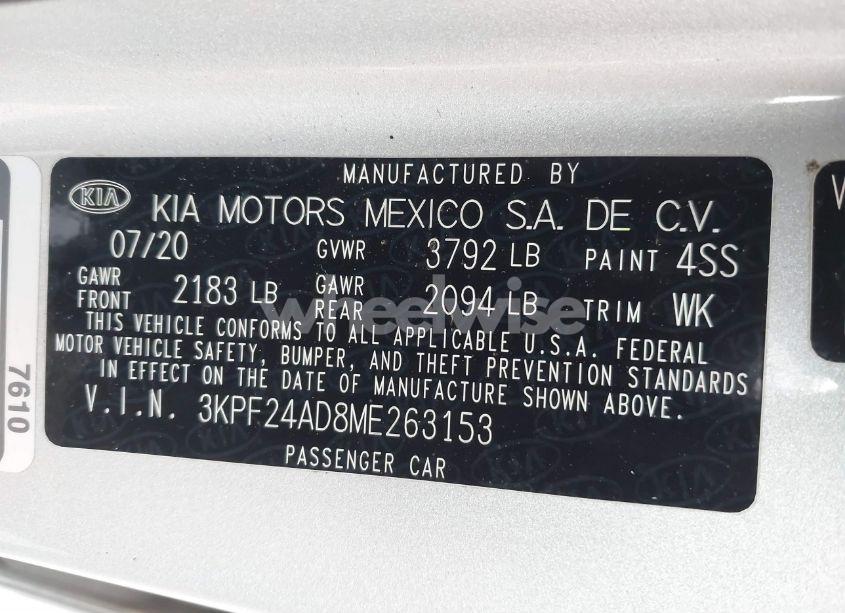 MANUFACTURED BY
KIA KIA MOTORS MEXICO S.A. DE C.V.
07/20 GVWR 3792 LB PAINT 4SS
GAWR FRONT 2183 LB GAWR REAR 2094 LB TRIM WK
THIS VEHICLE CONFORMS TO ALL APPLICABLE U.S.A. FEDERAL
MOTOR VEHICLE SAFETY, BUMPER, AND THEFT PREVENTION STANDARDS
IN EFFECT ON THE DATE OF MANUFACTURE SHOWN ABOVE.
V.I.N. 3KPF24AD8ME263153
PASSENGER CAR
7610
wheelwise
V